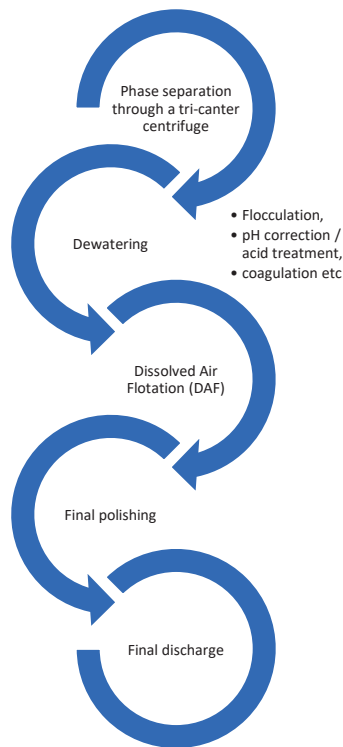 Phase separation
through a tri-canter
centrifuge
Dewatering
• Flocculation,
• pH correction /
acid treatment,
• coagulation etc
Dissolved Air
Flotation (DAF)
Final polishing
Final discharge